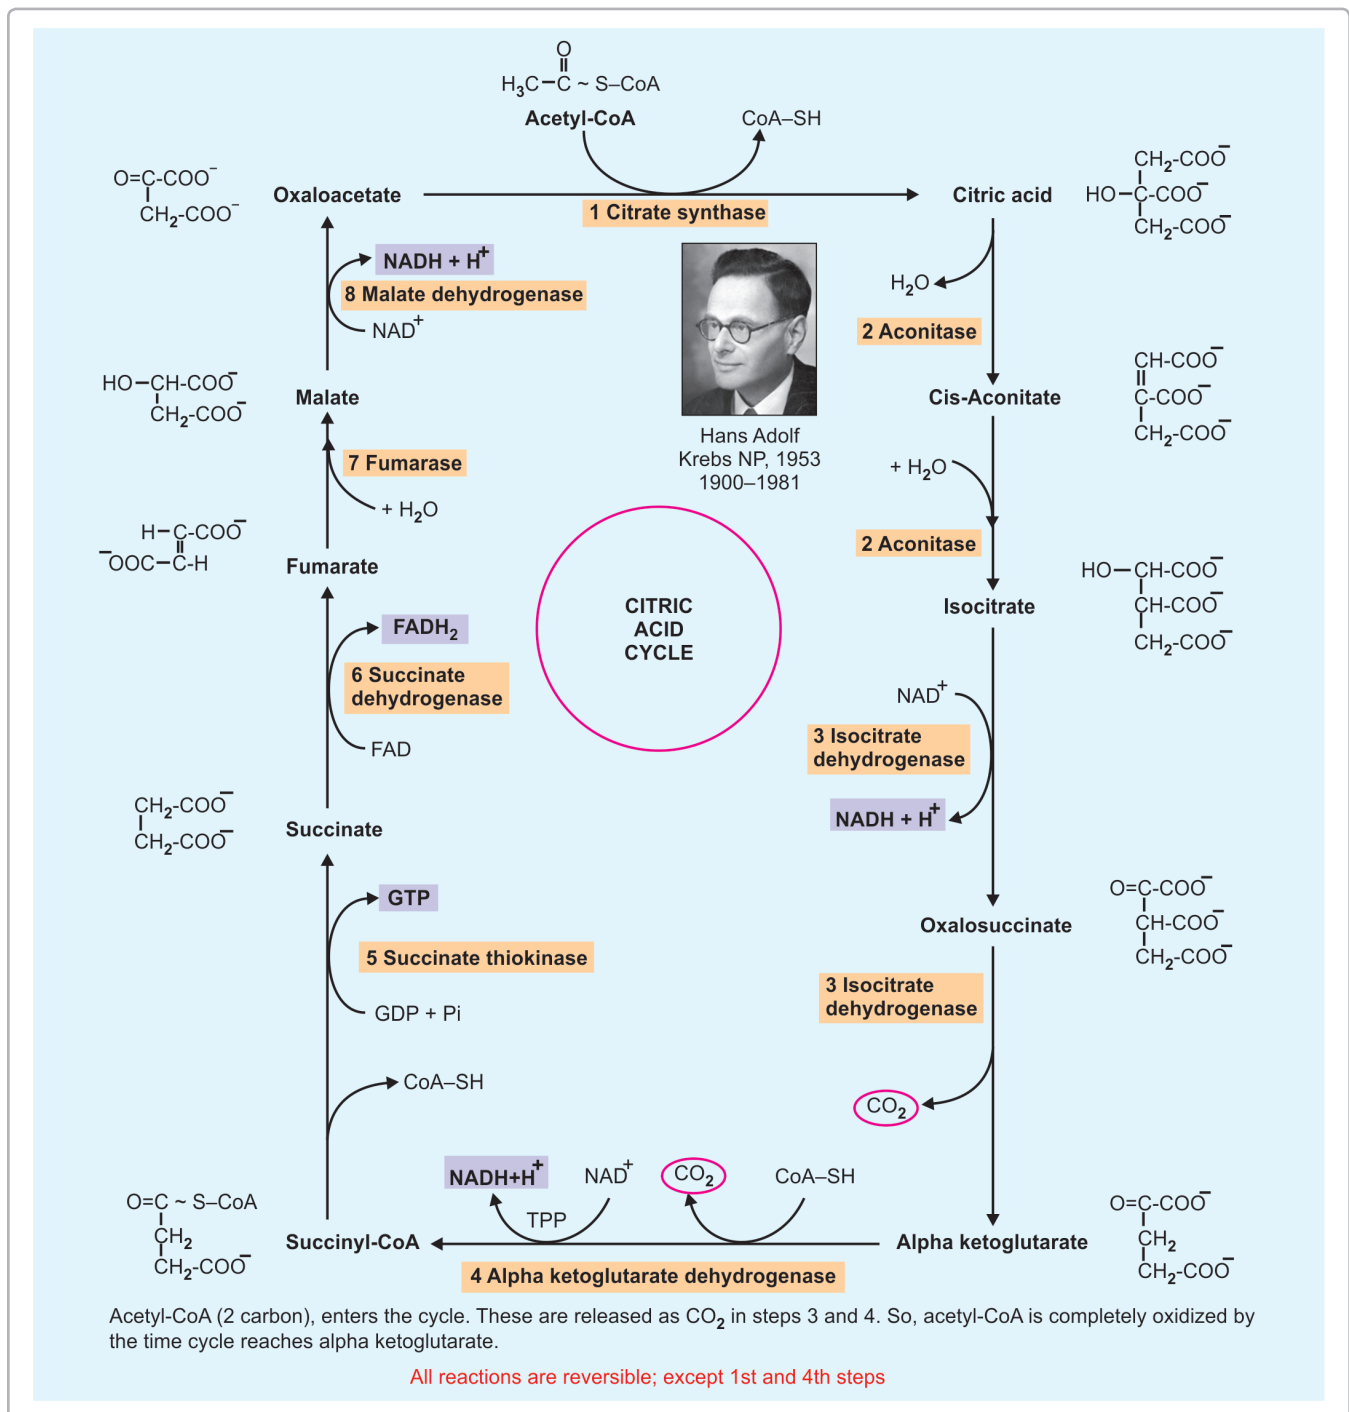 O
H3C–C ~ S–CoA
Acetyl-CoA
CoA–SH
O=C-COO–
CH2-COO–
Oxaloacetate
1 Citrate synthase
Citric acid
CH2-COO–
HO–C-COO–
CH2-COO–
NADH + H+
8 Malate dehydrogenase
NAD+
H2O
2 Aconitase
HO–CH-COO–
CH2-COO–
Malate
Hans Adolf
Krebs NP, 1953
1900–1981
Cis-Aconitate
CH-COO–
C-COO–
CH2-COO–
7 Fumarase
+ H2O
+ H2O
2 Aconitase
H–C-COO–
–OOC–C-H
Fumarate
CITRIC
ACID
CYCLE
Isocitrate
HO–CH-COO–
CH-COO–
CH2-COO–
FADH2
6 Succinate
dehydrogenase
FAD
NAD+
3 Isocitrate
dehydrogenase
NADH + H+
CH2-COO–
CH2-COO–
Succinate
GTP
5 Succinate thiokinase
GDP + Pi
CoA–SH
Oxalosuccinate
O=C-COO–
CH-COO–
CH2-COO–
3 Isocitrate
dehydrogenase
CO2
O=C ~ S–CoA
CH2
CH2-COO–
Succinyl-CoA
NADH+H+
TPP
NAD+
CO2
CoA–SH
4 Alpha ketoglutarate dehydrogenase
Alpha ketoglutarate
O=C-COO–
CH2
CH2-COO–
Acetyl-CoA (2 carbon), enters the cycle. These are released as CO2 in steps 3 and 4. So, acetyl-CoA is completely oxidized by
the time cycle reaches alpha ketoglutarate.
All reactions are reversible; except 1st and 4th steps